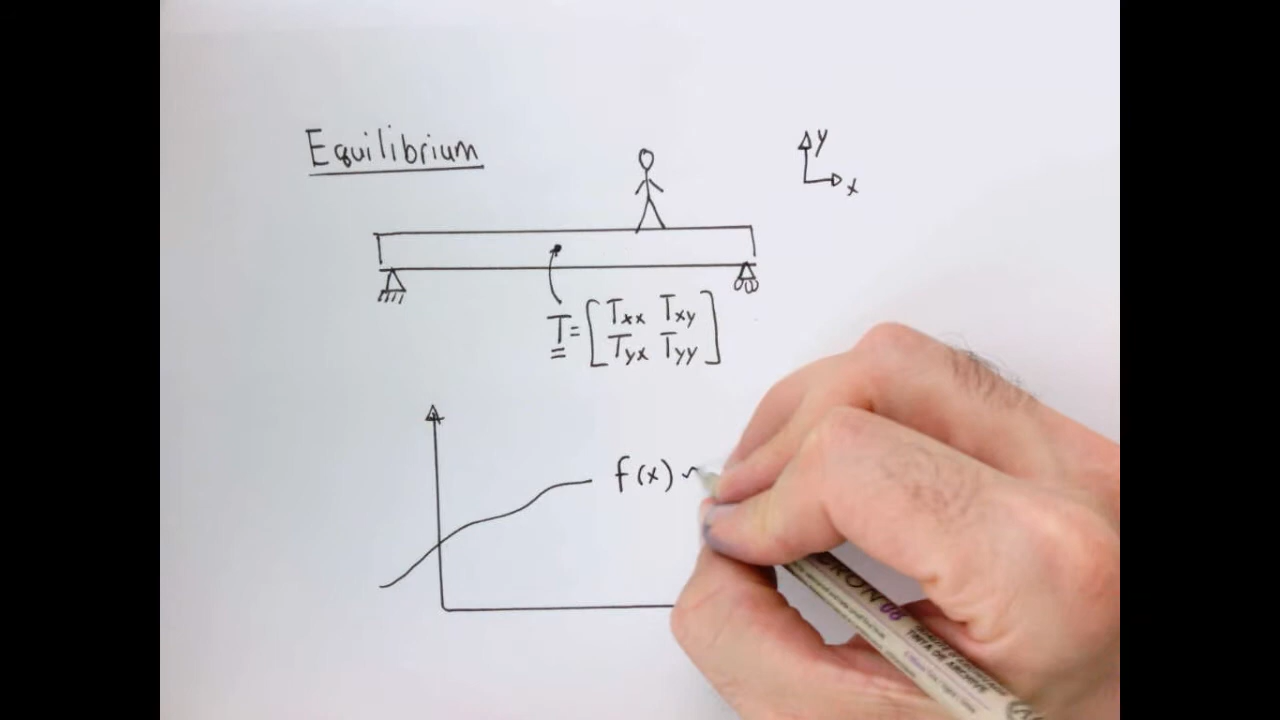 Equilibrium
y
x
T = [ Txx Txy
Tyx Tyy ]
f(x) ~